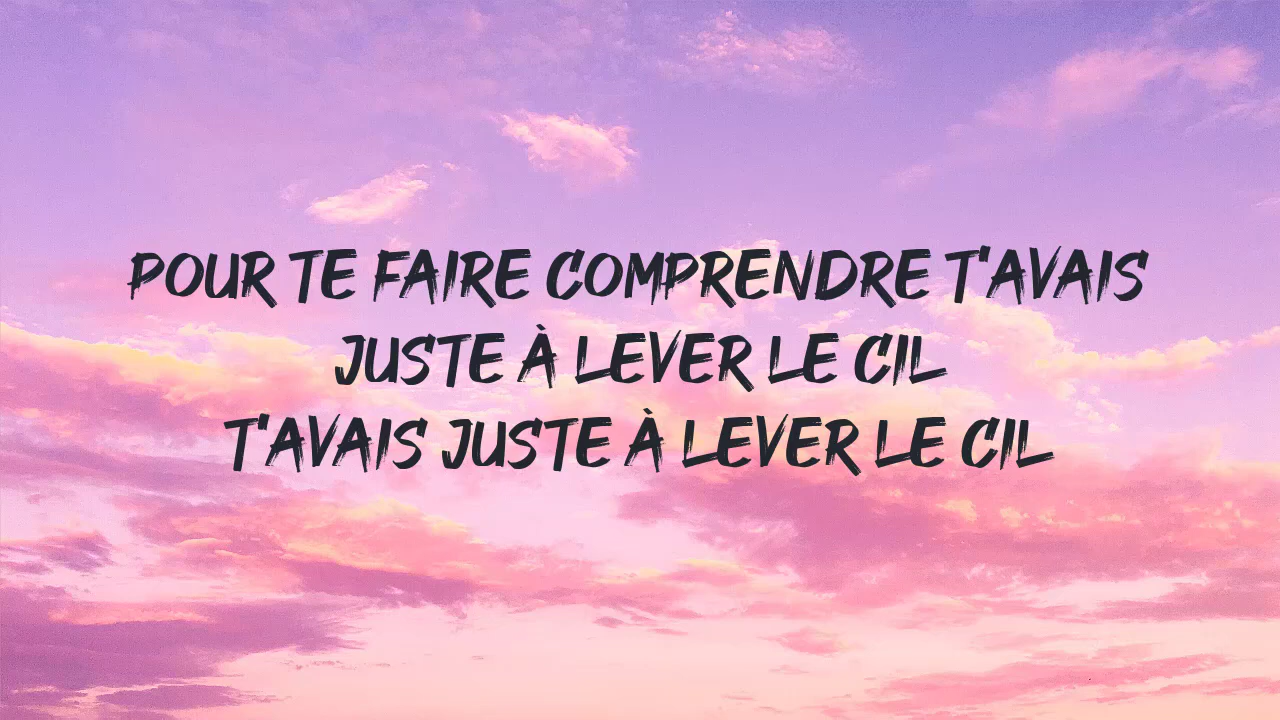 POUR TE FAIRE COMPRENDRE T'AVAIS
JUSTE À LEVER LE CIL
T'AVAIS JUSTE À LEVER LE CIL